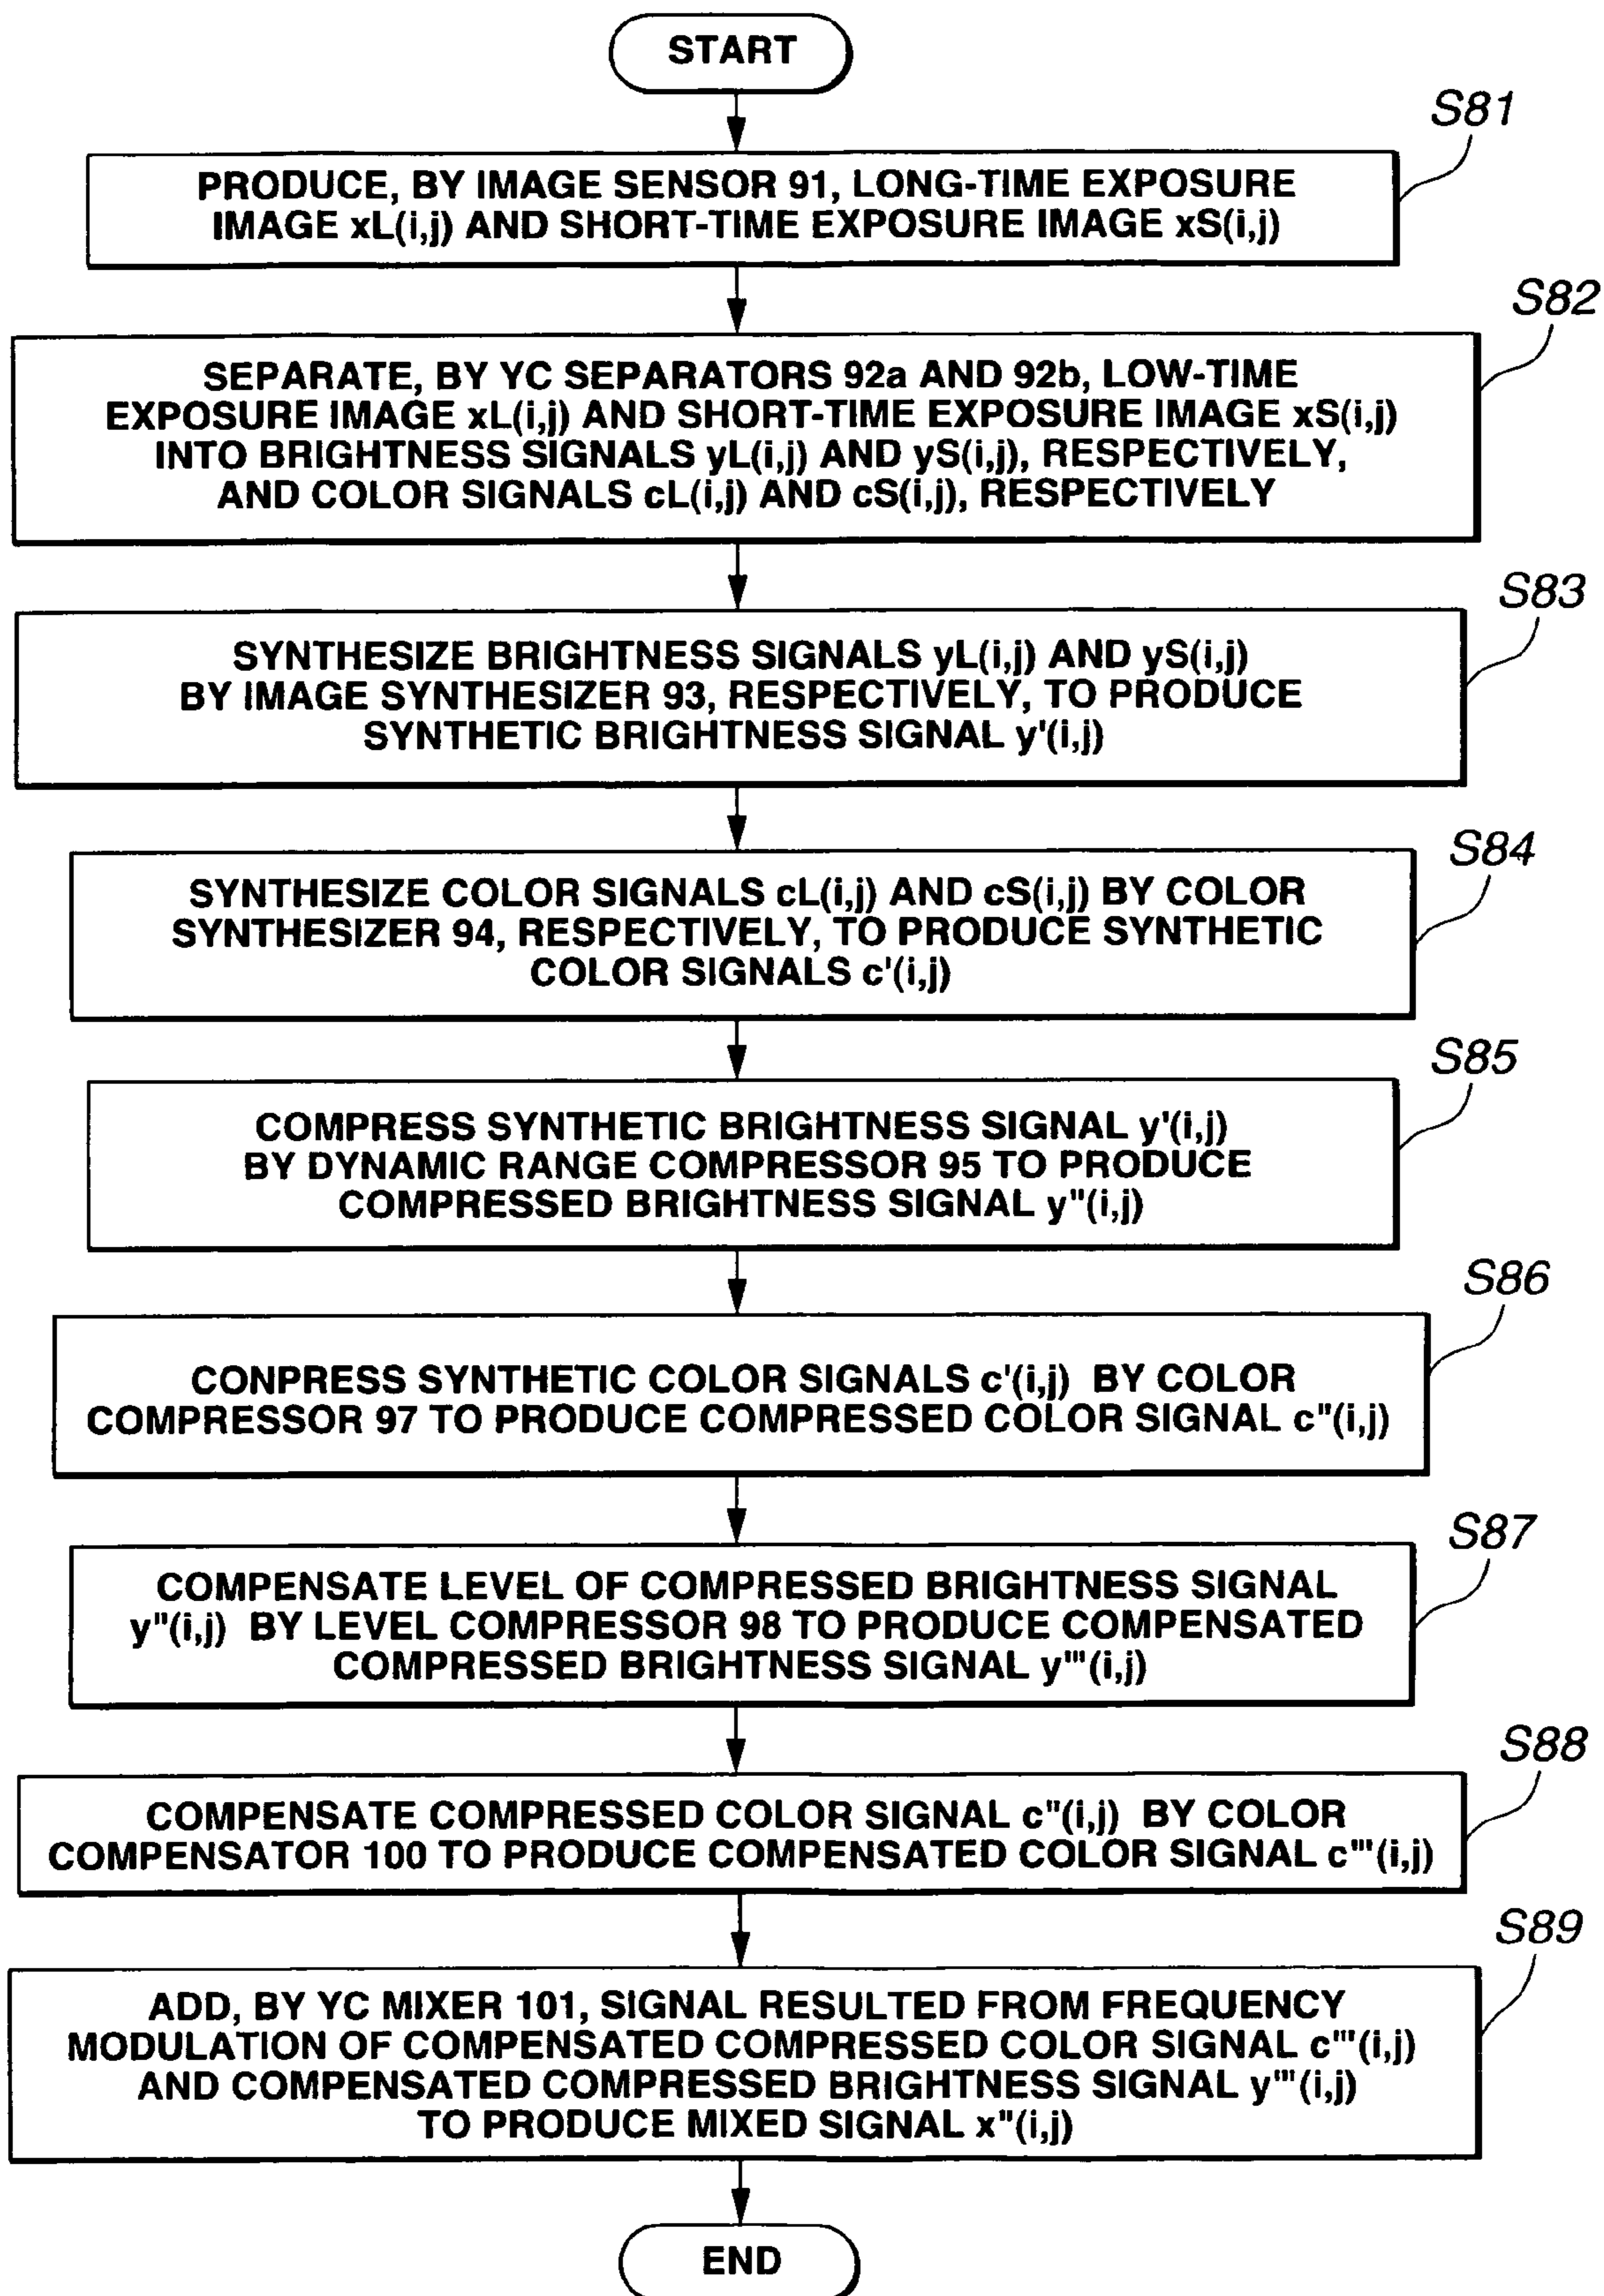 START
S81
PRODUCE, BY IMAGE SENSOR 91, LONG-TIME EXPOSURE
IMAGE xL(i,j) AND SHORT-TIME EXPOSURE IMAGE xS(i,j)
S82
SEPARATE, BY YC SEPARATORS 92a AND 92b, LOW-TIME
EXPOSURE IMAGE xL(i,j) AND SHORT-TIME EXPOSURE IMAGE xS(i,j)
INTO BRIGHTNESS SIGNALS yL(i,j) AND yS(i,j), RESPECTIVELY,
AND COLOR SIGNALS cL(i,j) AND cS(i,j), RESPECTIVELY
S83
SYNTHESIZE BRIGHTNESS SIGNALS yL(i,j) AND yS(i,j)
BY IMAGE SYNTHESIZER 93, RESPECTIVELY, TO PRODUCE
SYNTHETIC BRIGHTNESS SIGNAL y'(i,j)
S84
SYNTHESIZE COLOR SIGNALS cL(i,j) AND cS(i,j) BY COLOR
SYNTHESIZER 94, RESPECTIVELY, TO PRODUCE SYNTHETIC
COLOR SIGNALS c'(i,j)
S85
COMPRESS SYNTHETIC BRIGHTNESS SIGNAL y'(i,j)
BY DYNAMIC RANGE COMPRESSOR 95 TO PRODUCE
COMPRESSED BRIGHTNESS SIGNAL y"(i,j)
S86
CONPRESS SYNTHETIC COLOR SIGNALS c'(i,j) BY COLOR
COMPRESSOR 97 TO PRODUCE COMPRESSED COLOR SIGNAL c"(i,j)
S87
COMPENSATE LEVEL OF COMPRESSED BRIGHTNESS SIGNAL
y"(i,j) BY LEVEL COMPRESSOR 98 TO PRODUCE COMPENSATED
COMPRESSED BRIGHTNESS SIGNAL y'"(i,j)
S88
COMPENSATE COMPRESSED COLOR SIGNAL c"(i,j) BY COLOR
COMPENSATOR 100 TO PRODUCE COMPENSATED COLOR SIGNAL c'"(i,j)
S89
ADD, BY YC MIXER 101, SIGNAL RESULTED FROM FREQUENCY
MODULATION OF COMPENSATED COMPRESSED COLOR SIGNAL c'"(i,j)
AND COMPENSATED COMPRESSED BRIGHTNESS SIGNAL y'"(i,j)
TO PRODUCE MIXED SIGNAL x"(i,j)
END